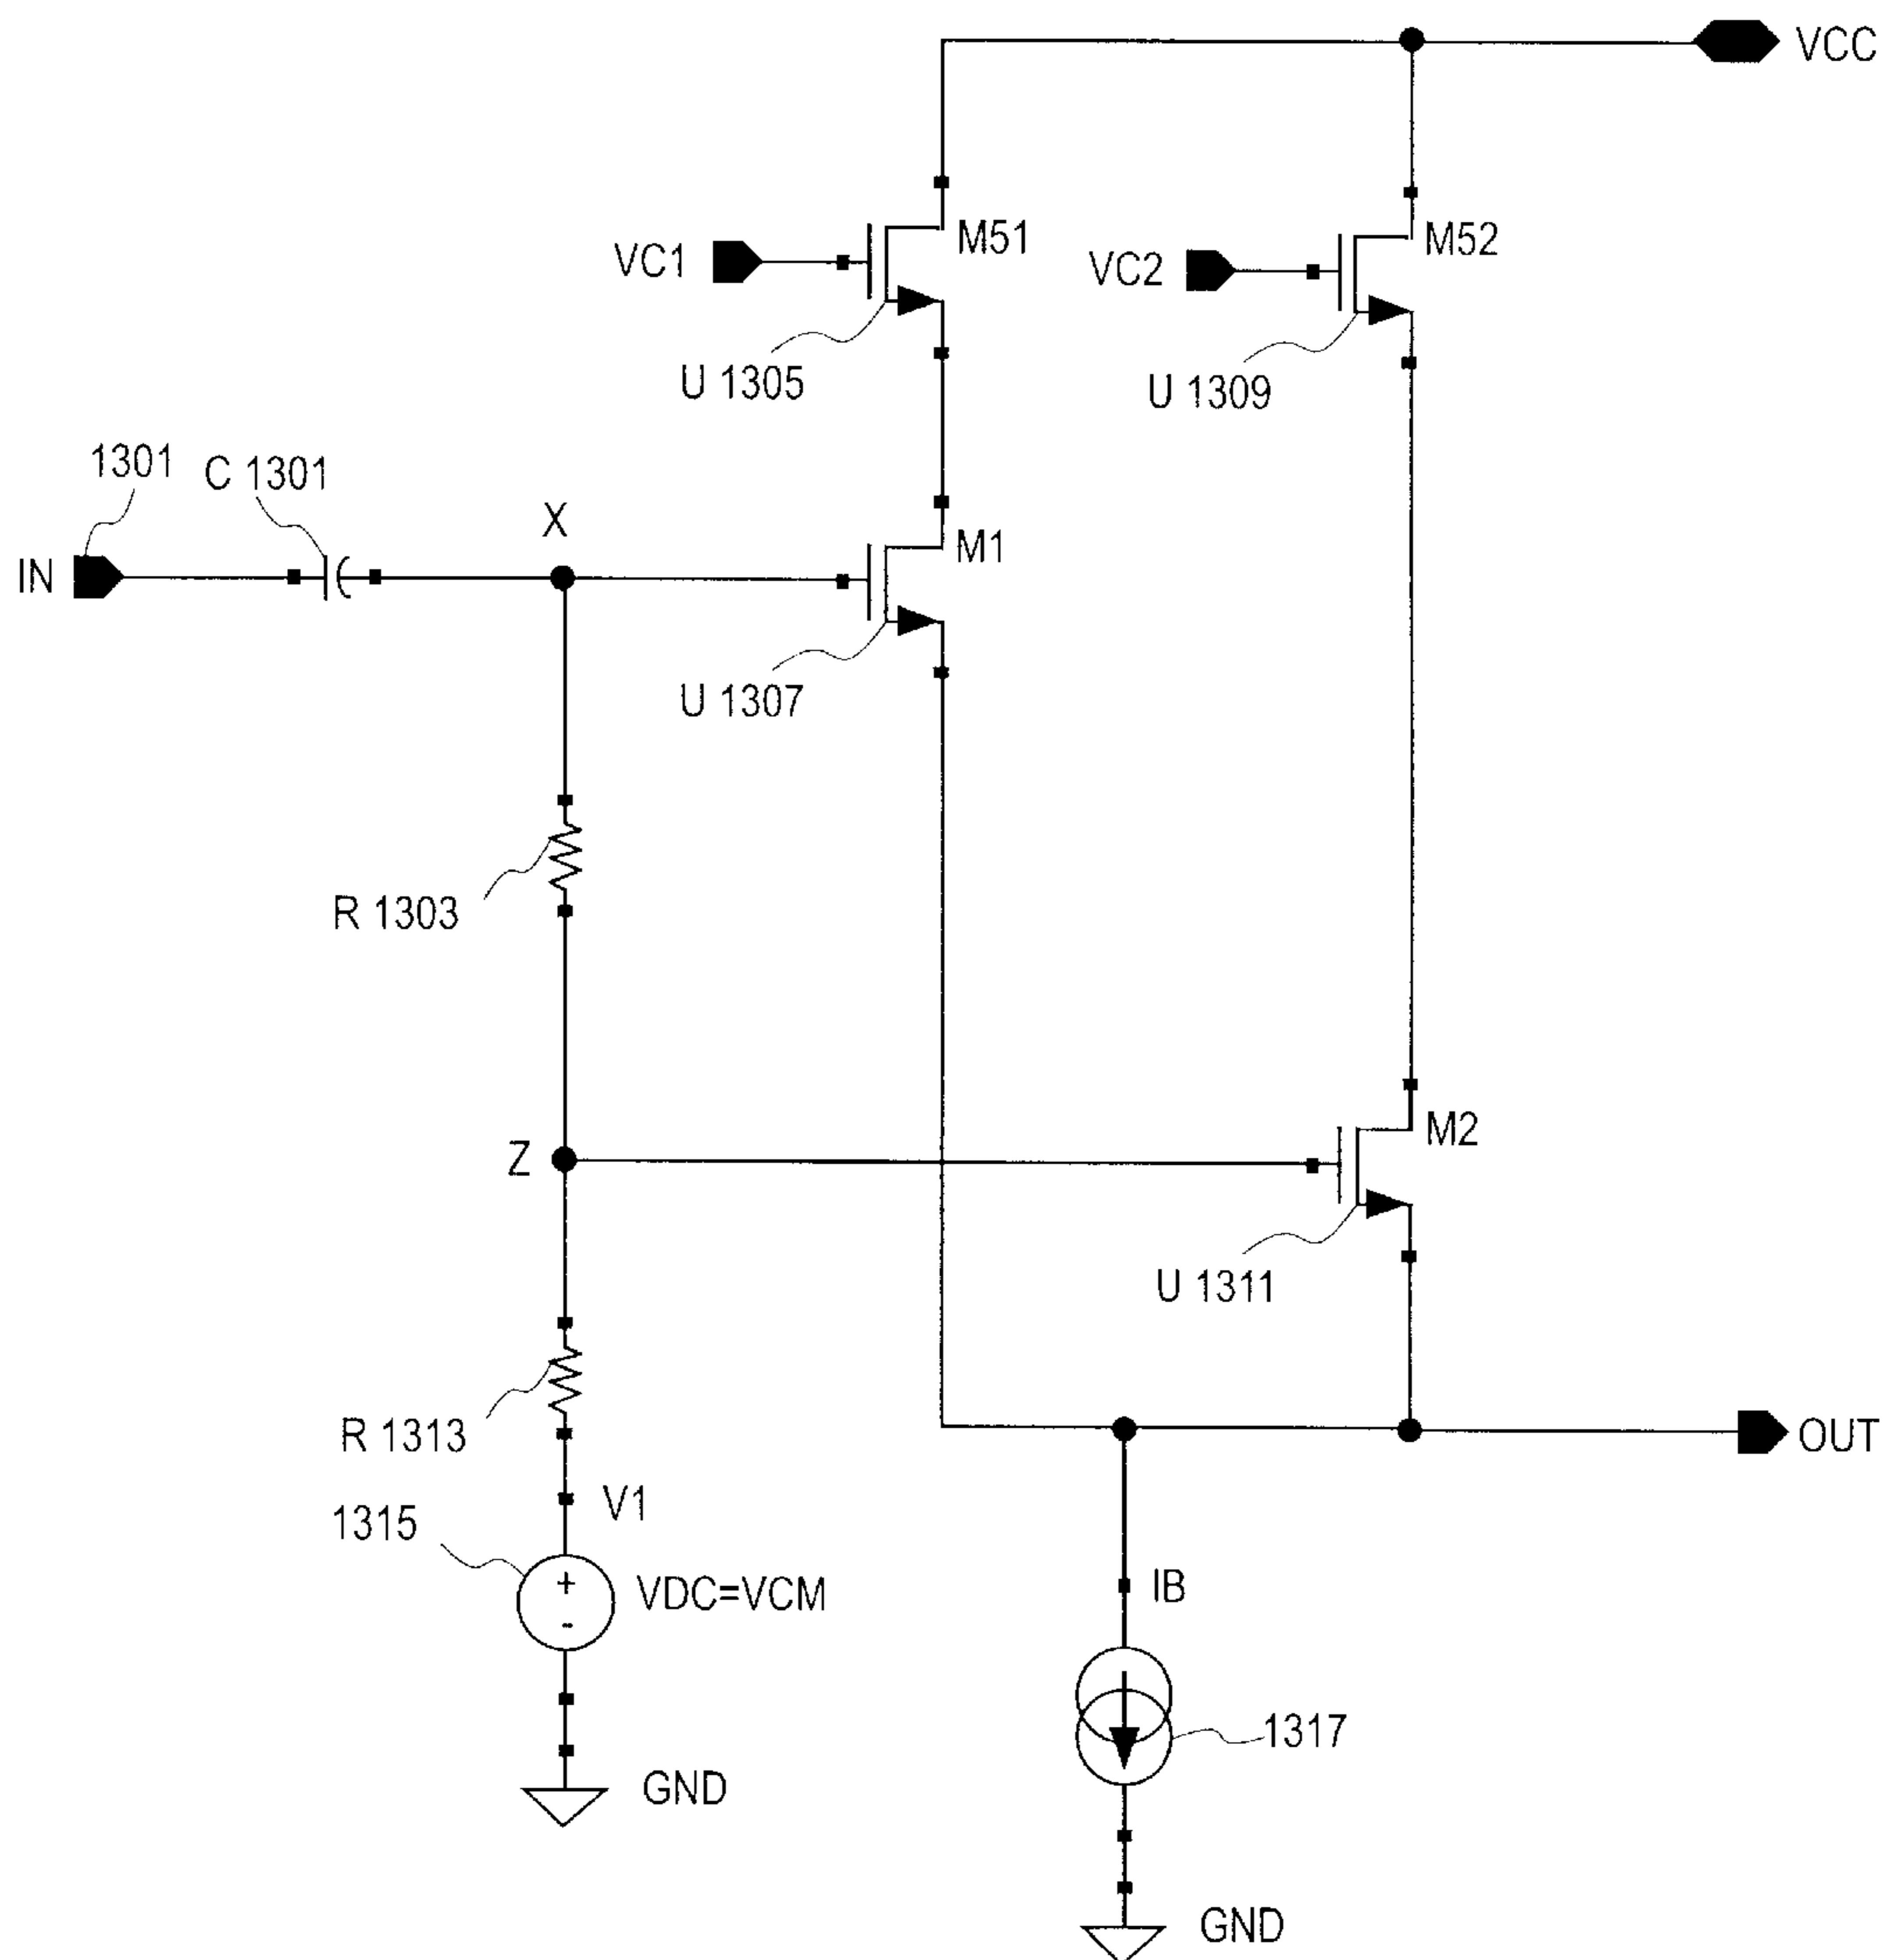 VCC
M51
M52
VC1
VC2
U 1305
U 1309
1301
C 1301
X
IN
M1
U 1307
R 1303
Z
M2
U 1311
R 1313
OUT
V1
1315
+
VDC=VCM
-
IB
1317
GND
GND